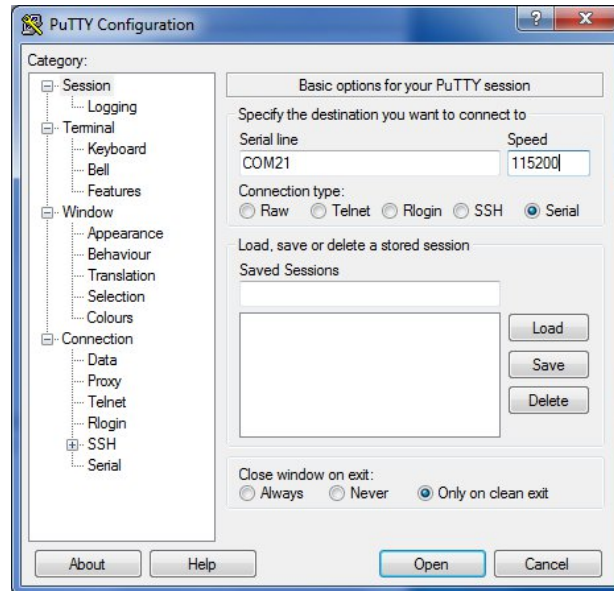 PuTTY Configuration
Category:
Session
Logging
Terminal
Keyboard
Bell
Features
Window
Appearance
Behaviour
Translation
Selection
Colours
Connection
Data
Proxy
Telnet
Rlogin
SSH
Serial
Basic options for your PuTTY session
Specify the destination you want to connect to
Serial line Speed
COM21 115200
Connection type:
Raw Telnet Rlogin SSH Serial
Load, save or delete a stored session
Saved Sessions
Load
Save
Delete
Close window on exit:
Always Never Only on clean exit
About Help Open Cancel